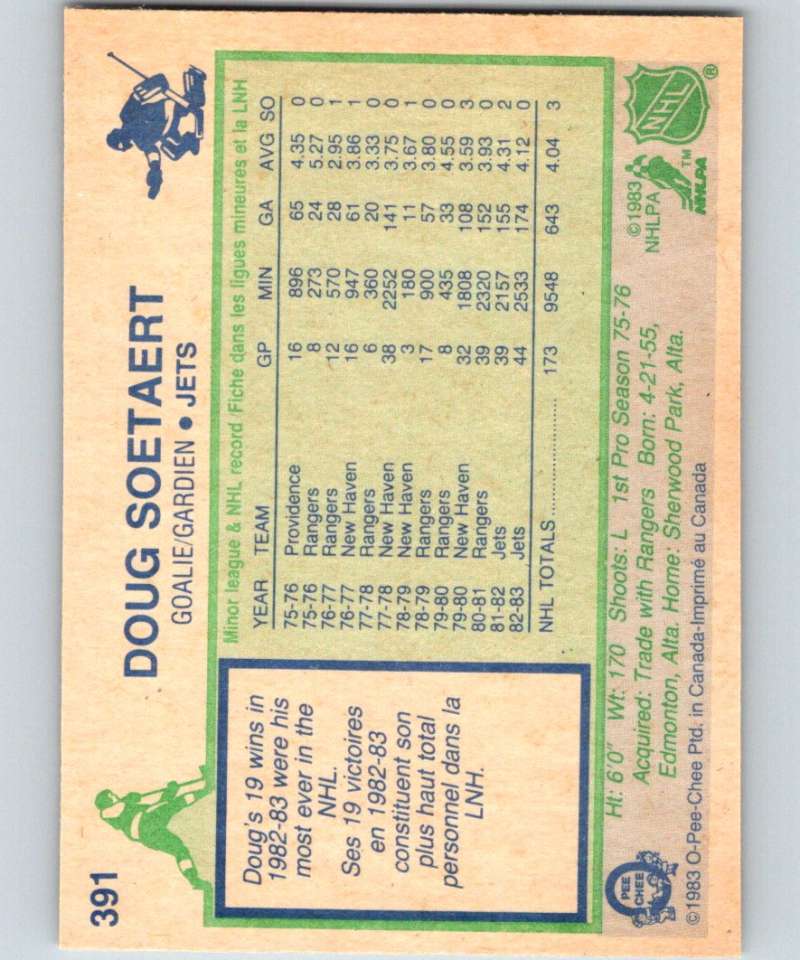 391
DOUG SOETAERT
GOALIE/GARDIEN • JETS
Doug's 19 wins in
1982-83 were his
most ever in the
NHL.
Ses 19 victoires
en 1982-83
constituent son
plus haut total
personnel dans la
LNH.
Minor league & NHL record/Fiche dans les ligues mineures et la LNH
YEAR TEAM GP MIN GA AVG SO
75-76 Providence 16 896 65 4.35 0
75-76 Rangers 8 273 24 5.27 0
76-77 Rangers 12 570 28 2.95 1
76-77 New Haven 16 947 61 3.86 1
77-78 Rangers 6 360 20 3.33 0
77-78 New Haven 38 2252 141 3.75 0
78-79 New Haven 3 180 11 3.67 1
78-79 Rangers 17 900 57 3.80 0
79-80 Rangers 8 435 33 4.55 0
79-80 New Haven 32 1808 108 3.59 3
80-81 Rangers 39 2320 152 3.93 0
81-82 Jets 39 2157 155 4.31 2
82-83 Jets 44 2533 174 4.12 0
NHL TOTALS.................... 173 9548 643 4.04 3
Ht: 6'0" Wt: 170 Shoots: L 1st Pro Season 75-76
Acquired: Trade with Rangers Born: 4-21-55,
Edmonton, Alta. Home: Sherwood Park, Alta.
©1983 O-Pee-Chee Ptd. in Canada-Imprimé au Canada
O
PEE
CHEE
©1983
NHLPA
NHLPA
TM
NHL
®